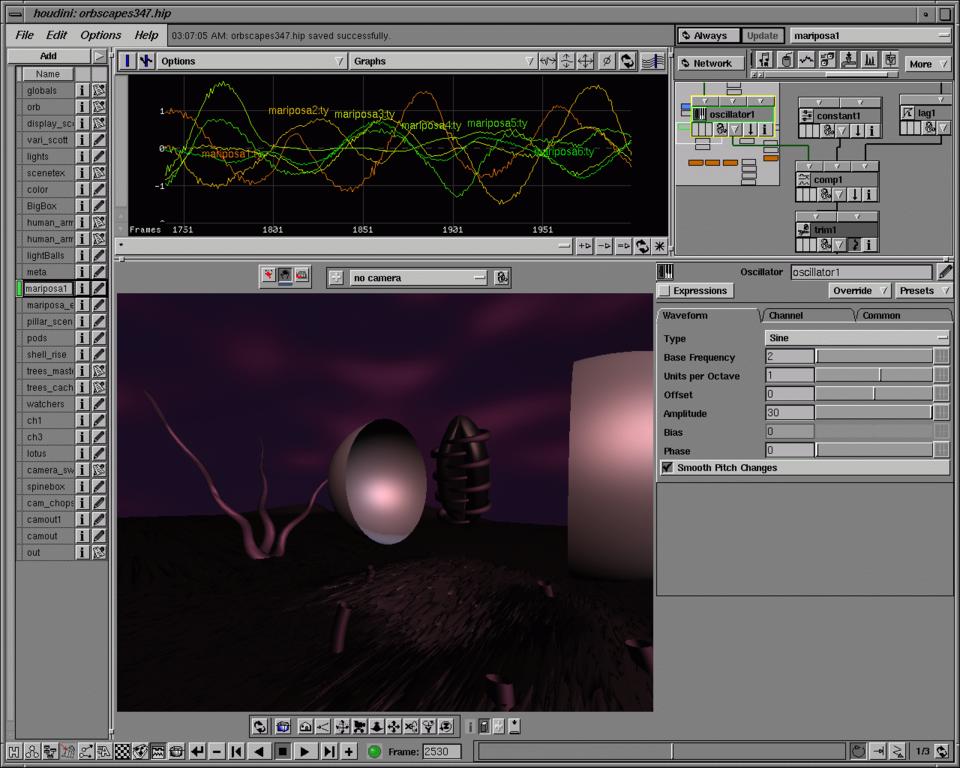 houdini: orbscapes347.hip
File Edit Options Help
03:07:05 AM: orbscapes347.hip saved successfully.
Always Update mariposa1
Add
Options Graphs
Network More
Name
globals
orb
display_sc
vari_scott
lights
scenetex
color
BigBox
human_arm
human_arm
lightBalls
meta
mariposa1
mariposa_e
pillar_scen
pods
shell_rise
trees_mast
trees_cach
watchers
ch1
ch3
lotus
camera_sw
spinebox
cam_chops
camout1
camout
out
1
0
-1
mariposa1:ty
mariposa2:ty
mariposa3:ty
mariposa4:ty
mariposa5:ty
mariposa6:ty
Frames 1751 1831 1851 1931 1951
oscillator1
constant1
lag1
comp1
trim1
no camera
Oscillator oscillator1
Expressions Override Presets
Waveform Channel Common
Type Sine
Base Frequency 2
Units per Octave 1
Offset 0
Amplitude 30
Bias 0
Phase 0
Smooth Pitch Changes
Frame: 2530
1/3